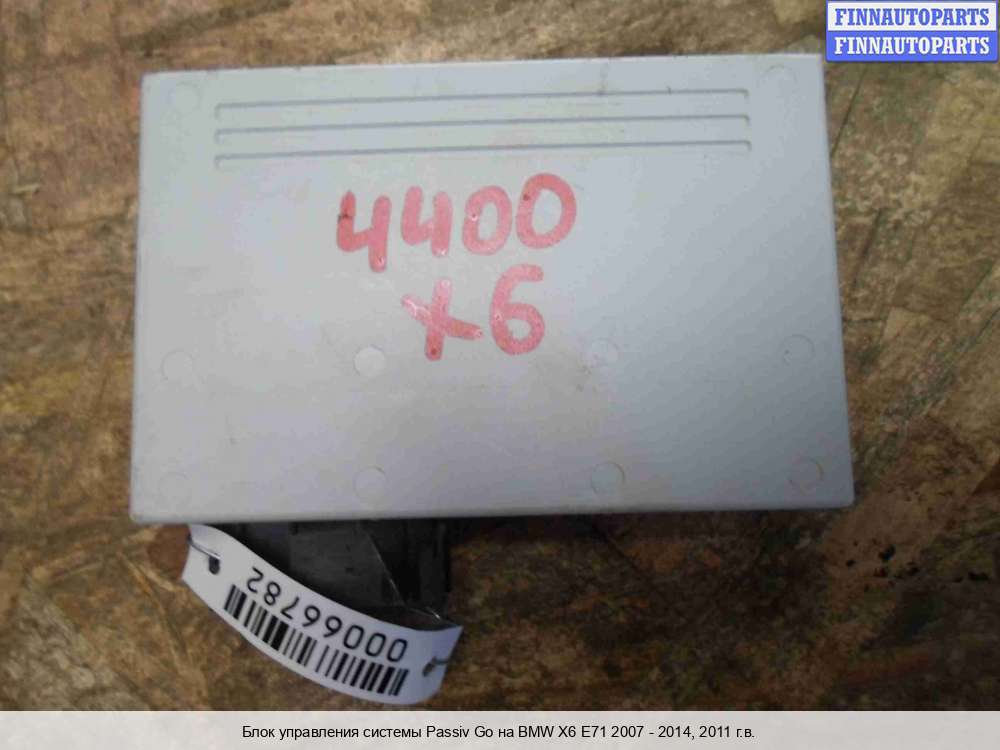 FINNAUTOPARTS
FINNAUTOPARTS
4400
x6
00066782
Блок управления системы Passiv Go на BMW X6 E71 2007 - 2014, 2011 г.в.